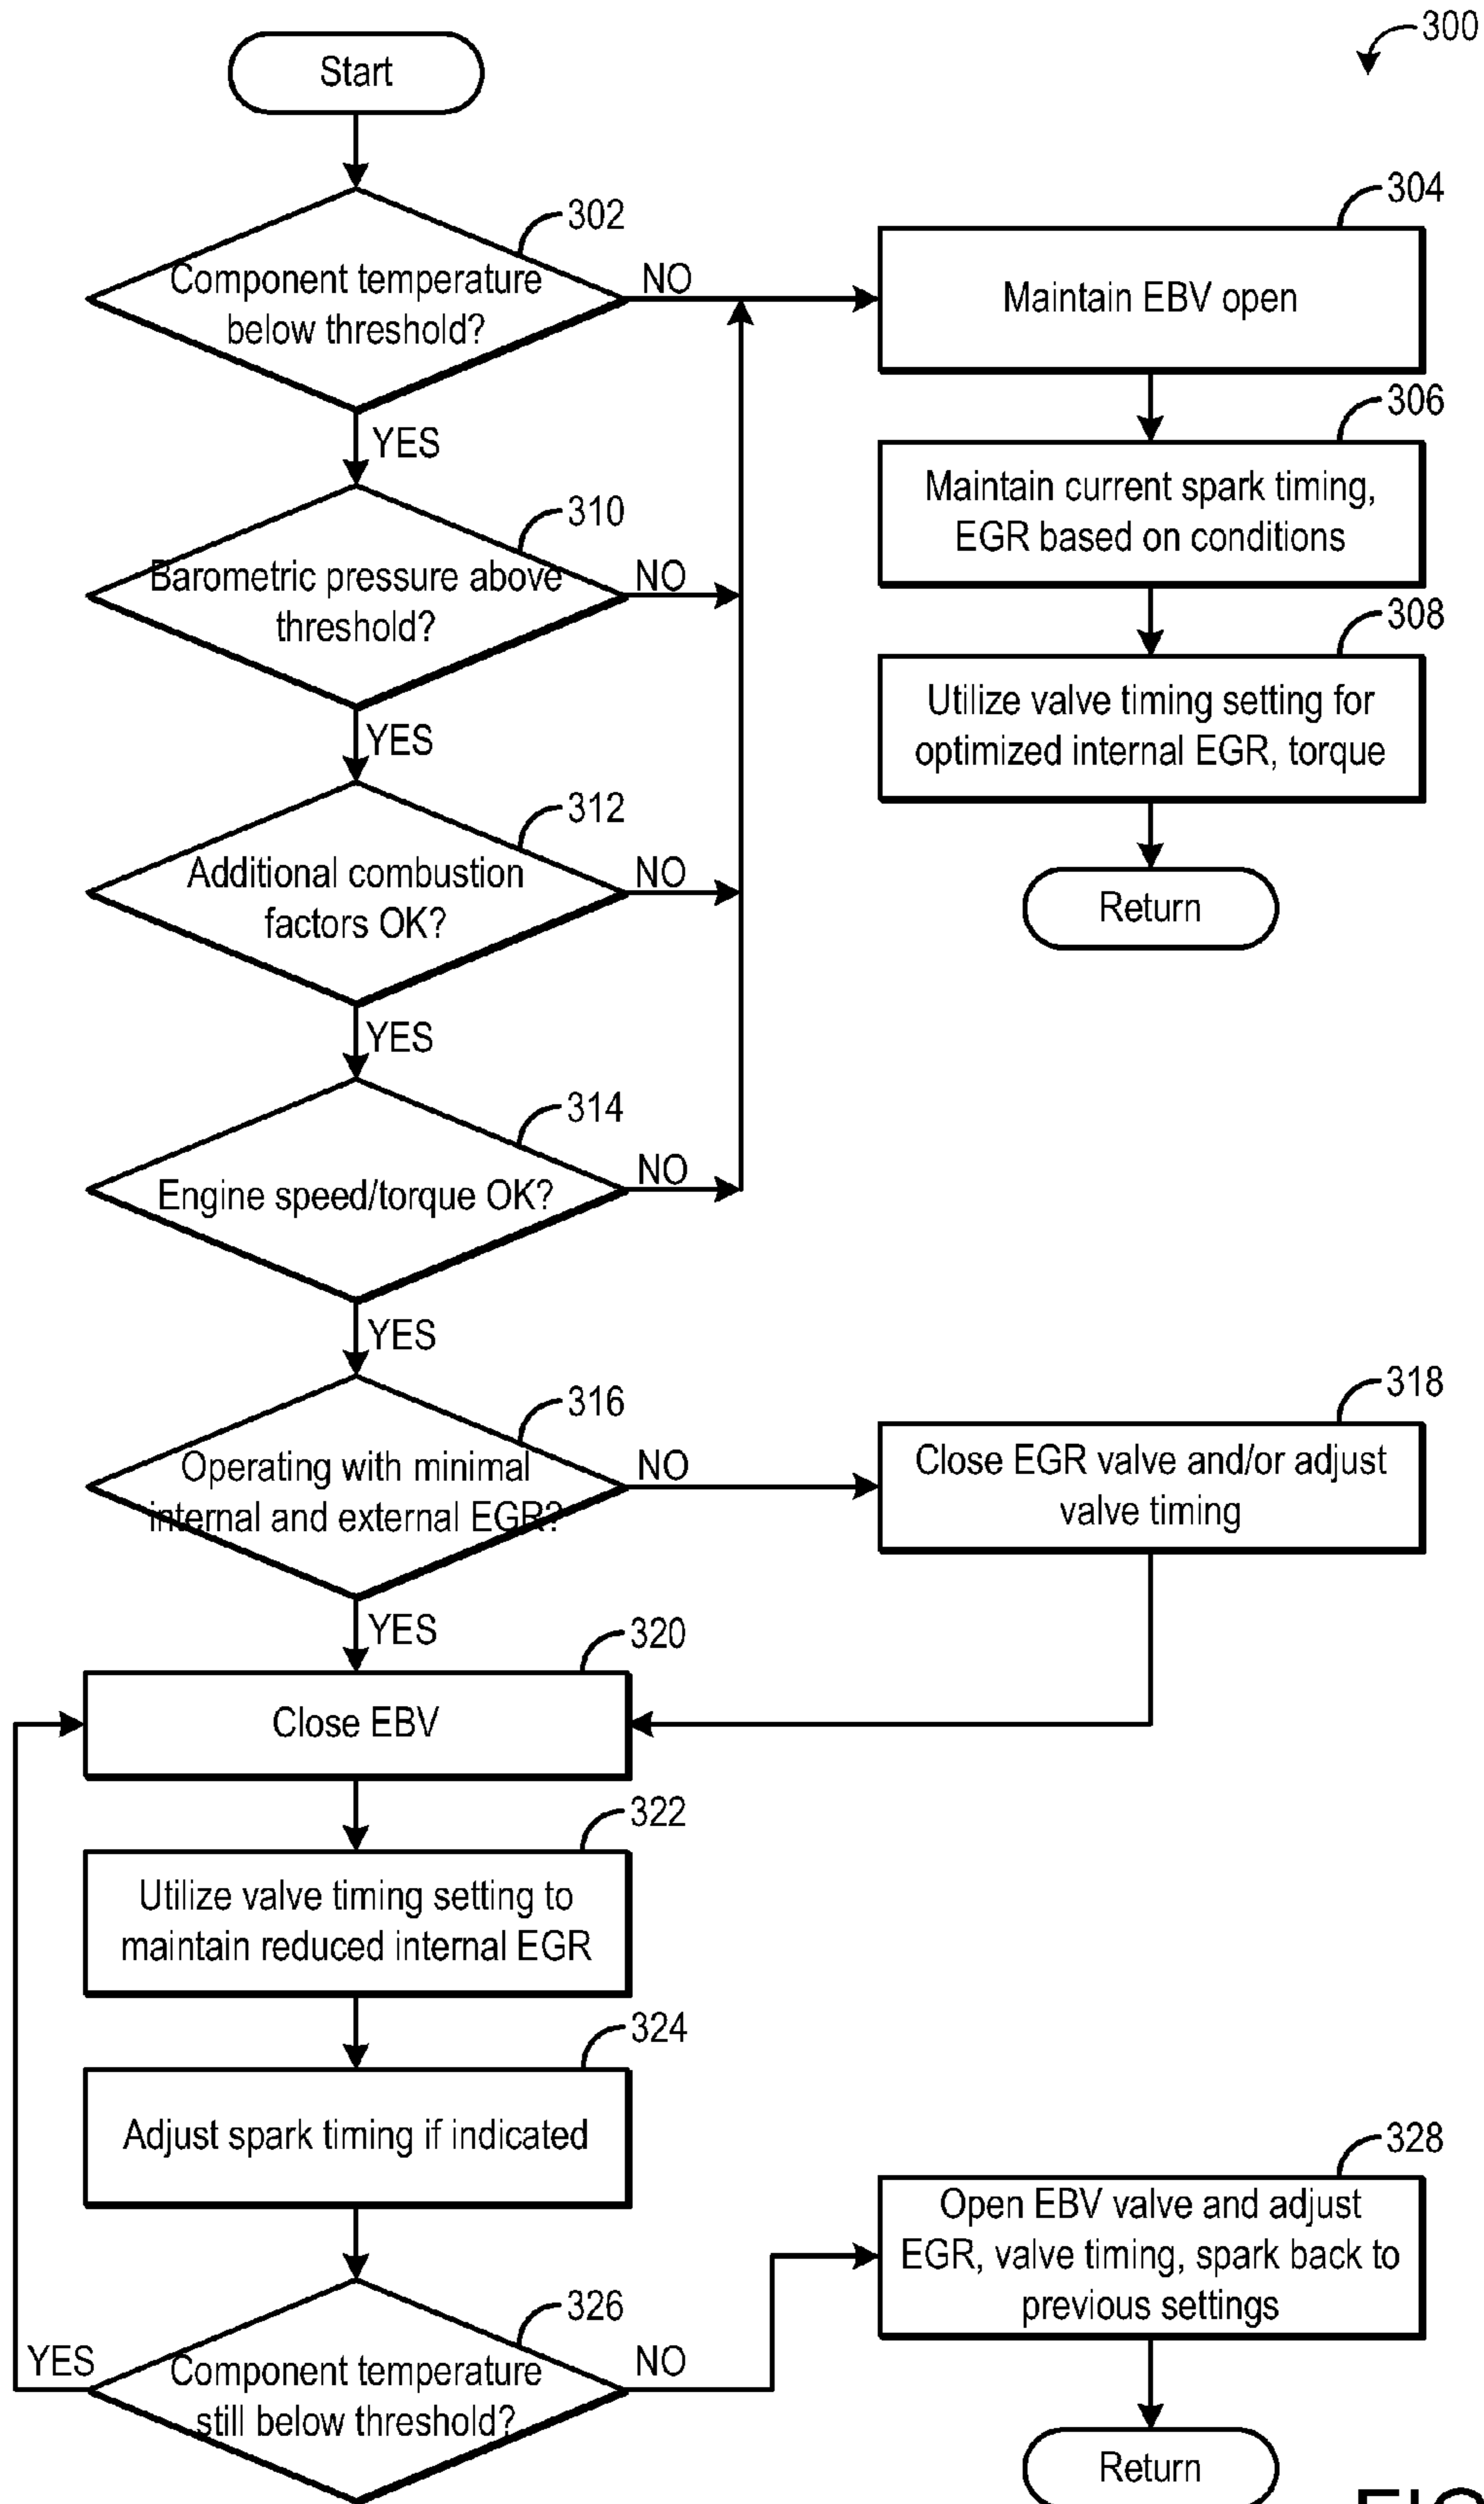 300
Start
302
Component temperature
below threshold?
NO
YES
304
Maintain EBV open
306
Maintain current spark timing,
EGR based on conditions
308
Utilize valve timing setting for
optimized internal EGR, torque
Return
310
Barometric pressure above
threshold?
NO
YES
312
Additional combustion
factors OK?
NO
YES
314
Engine speed/torque OK?
NO
YES
316
Operating with minimal
internal and external EGR?
NO
YES
318
Close EGR valve and/or adjust
valve timing
320
Close EBV
322
Utilize valve timing setting to
maintain reduced internal EGR
324
Adjust spark timing if indicated
326
Component temperature
still below threshold?
YES
NO
328
Open EBV valve and adjust
EGR, valve timing, spark back to
previous settings
Return